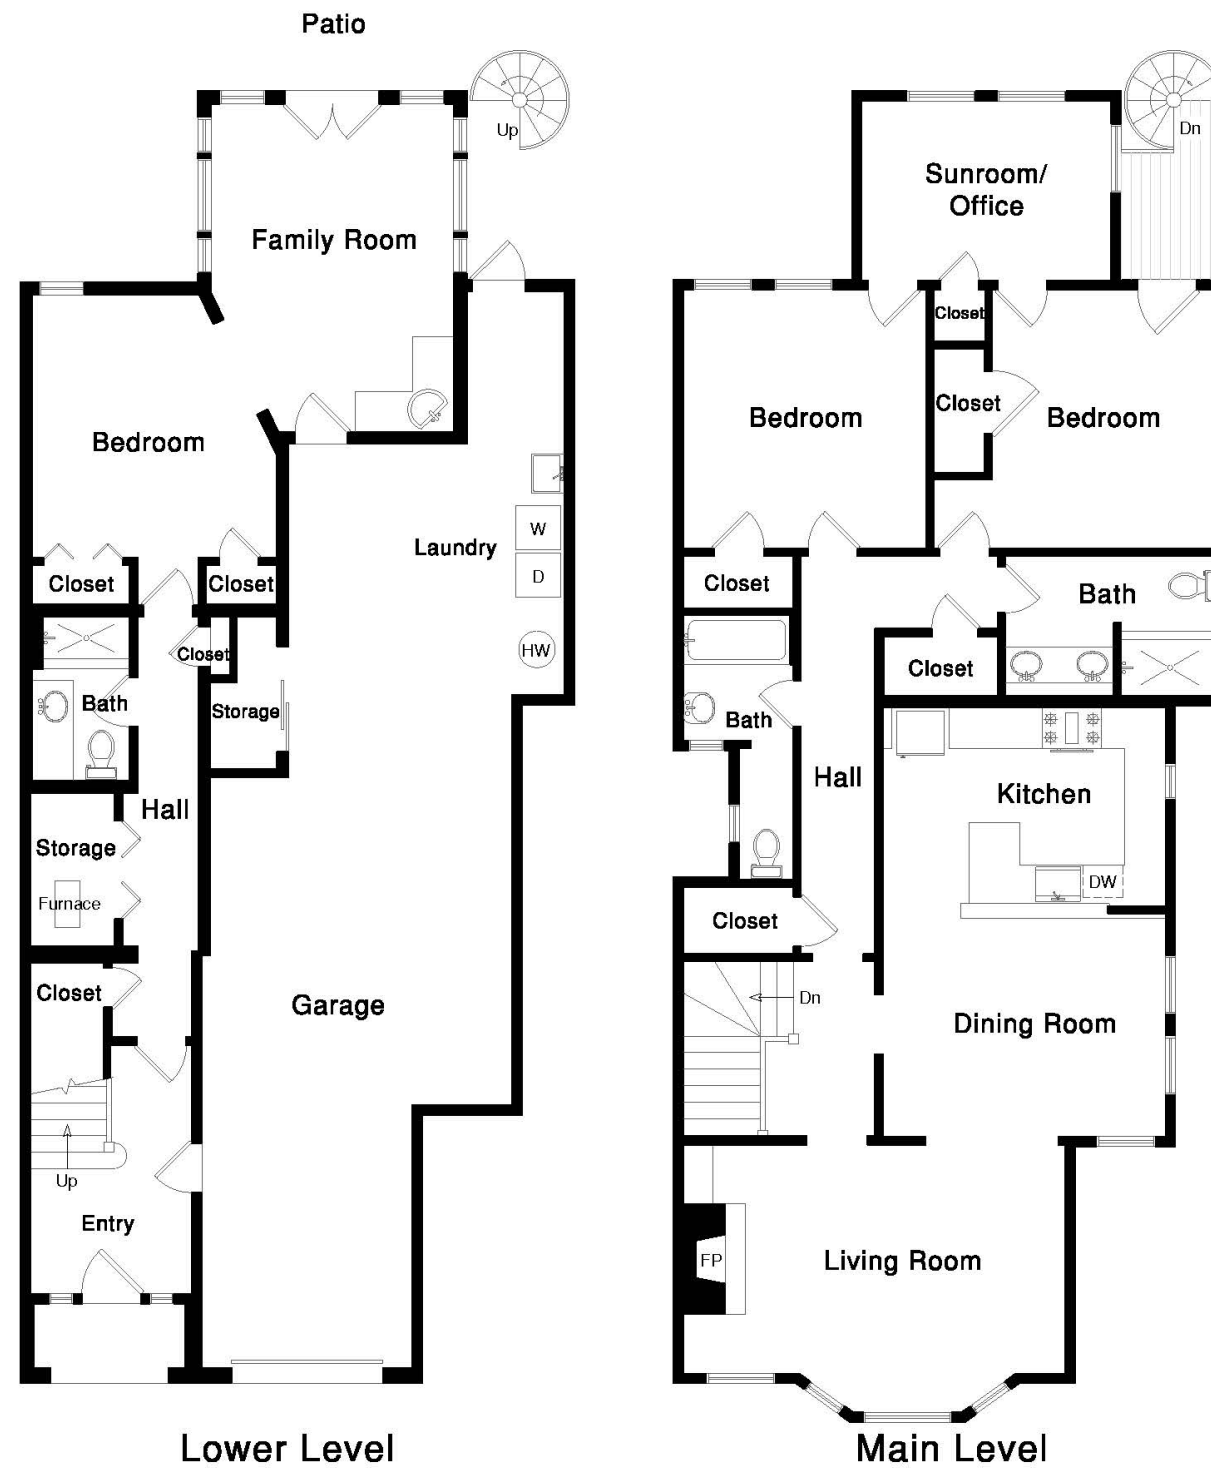 Patio
Up
Family Room
Bedroom
Closet
Closet
Laundry
W
D
HW
Closet
Bath
Storage
Hall
Storage
Furnace
Closet
Garage
Up
Entry
Lower Level
Dn
Sunroom/
Office
Closet
Closet
Bedroom
Bedroom
Closet
Bath
Closet
Bath
Hall
Kitchen
DW
Closet
Dn
Dining Room
FP
Living Room
Main Level